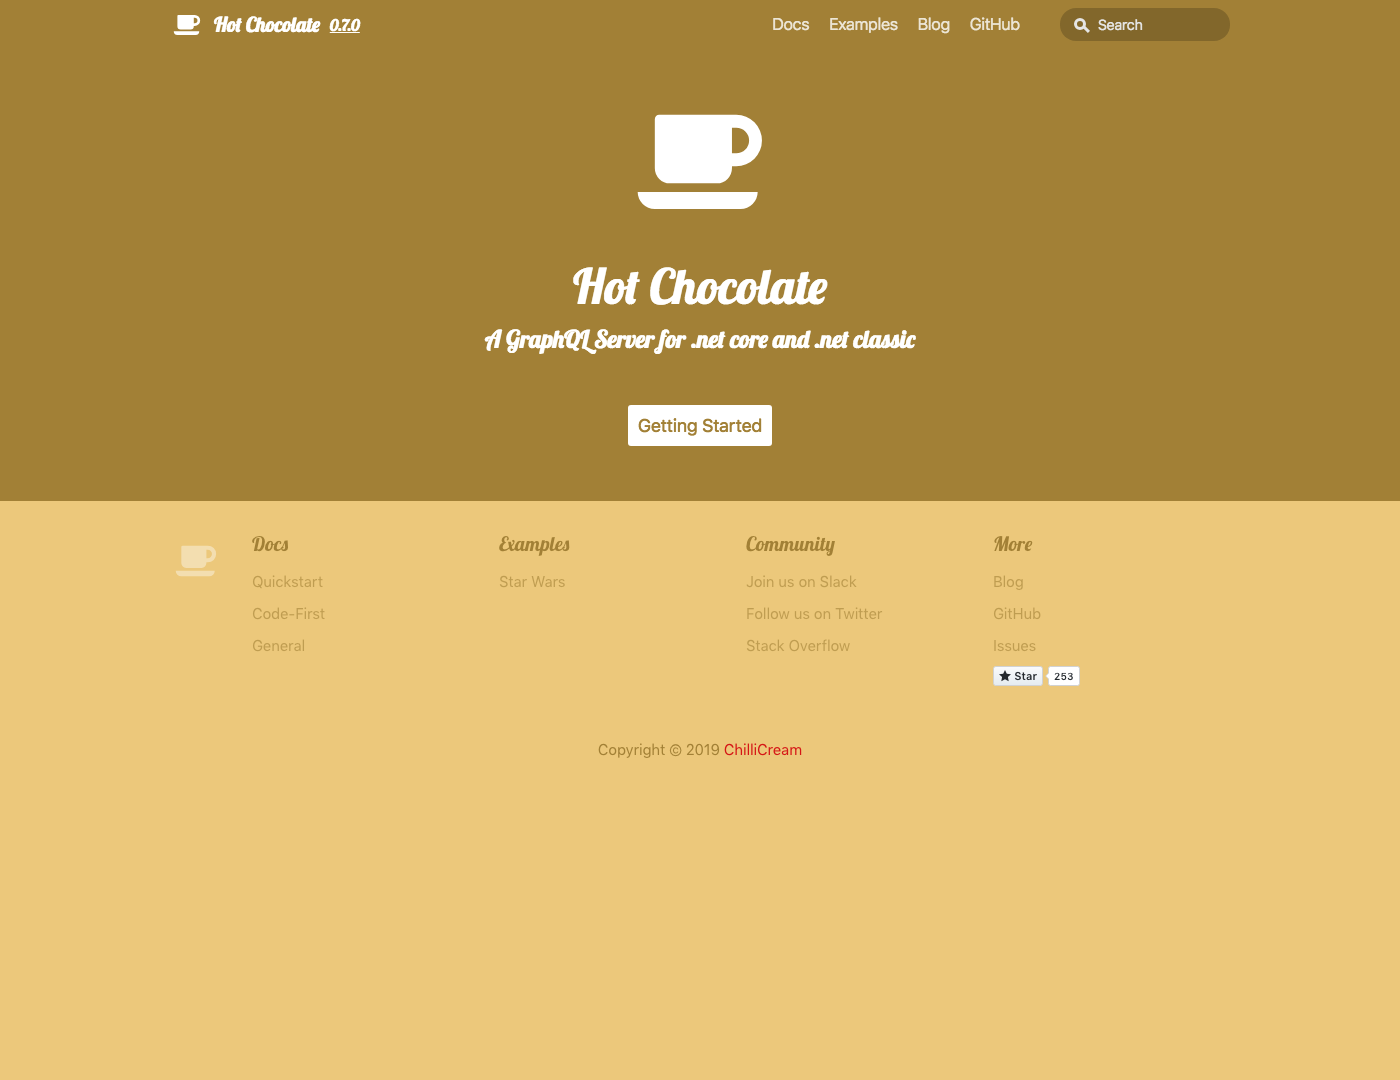 Hot Chocolate 0.7.0
Docs Examples Blog GitHub Search
Hot Chocolate
A GraphQL Server for .net core and .net classic
Getting Started
Docs
Quickstart
Code-First
General
Examples
Star Wars
Community
Join us on Slack
Follow us on Twitter
Stack Overflow
More
Blog
GitHub
Issues
Star 253
Copyright © 2019 ChilliCream